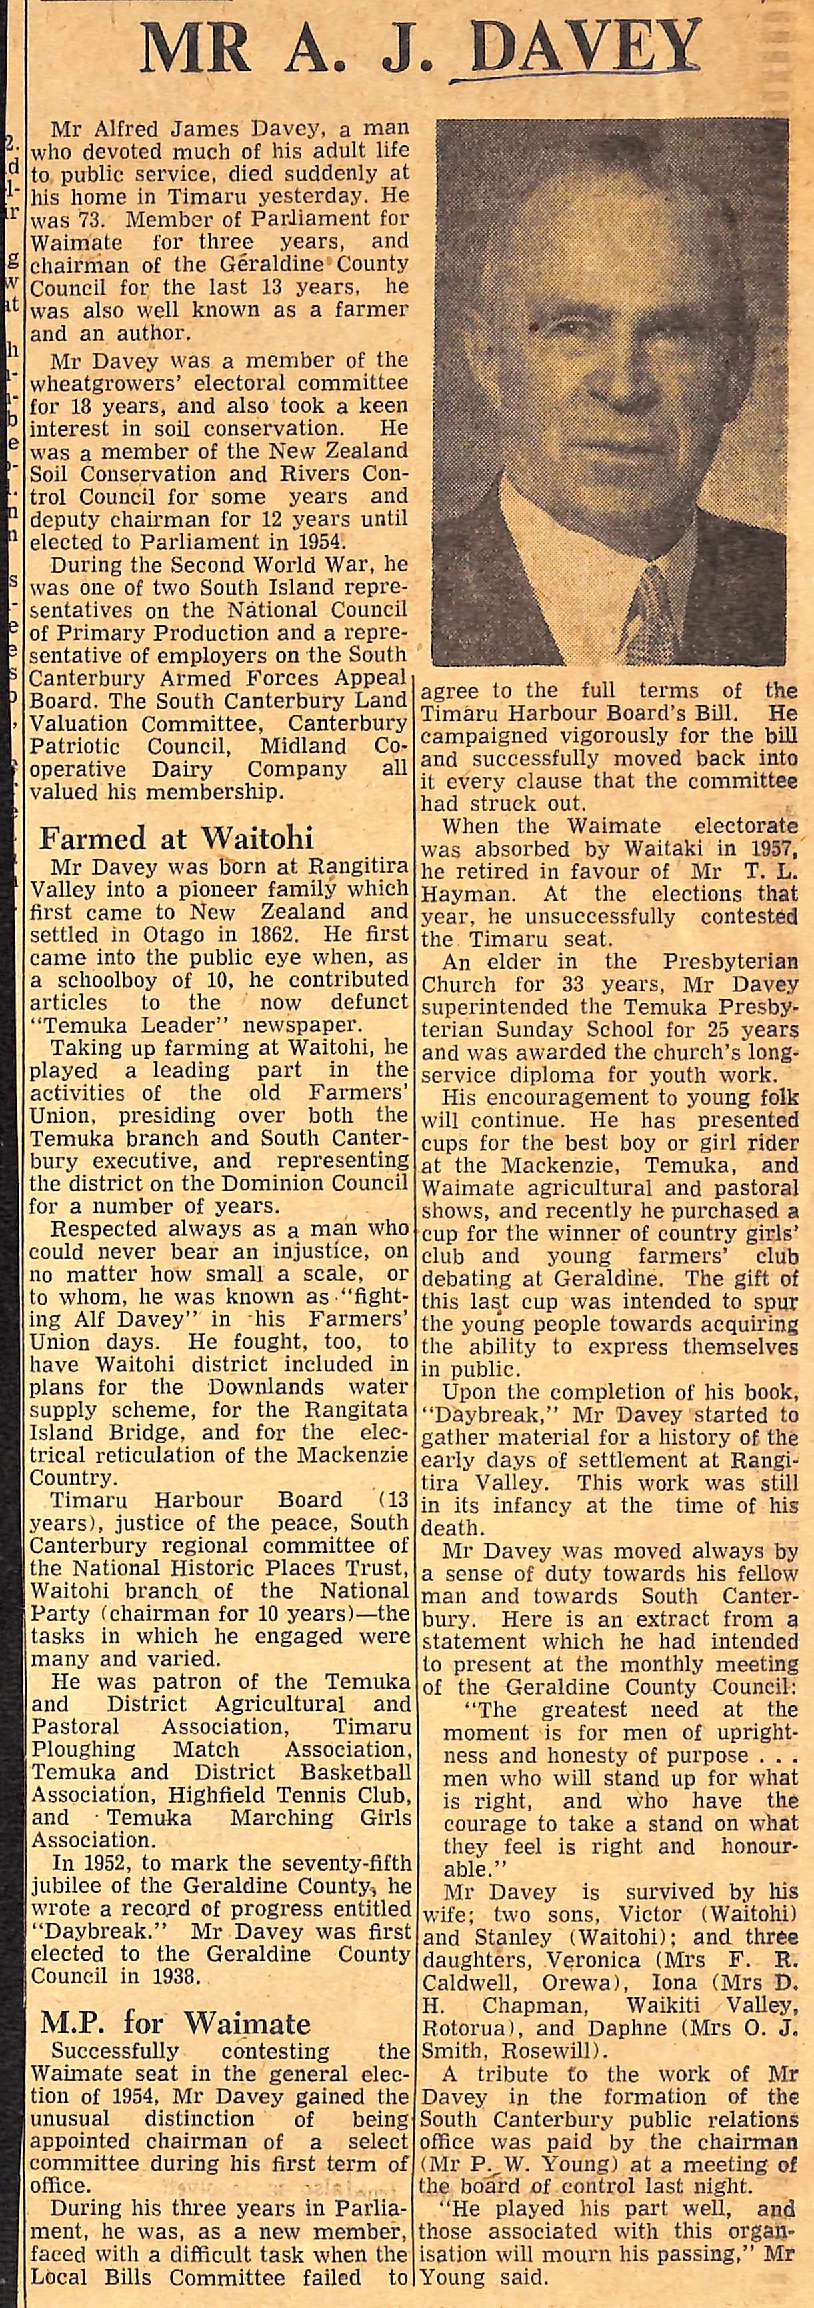 MR A. J. DAVEY
Mr Alfred James Davey, a man
who devoted much of his adult life
to public service, died suddenly at
his home in Timaru yesterday. He
was 73. Member of Parliament for
Waimate for three years, and
chairman of the Geraldine County
Council for the last 13 years, he
was also well known as a farmer
and an author.
Mr Davey was a member of the
wheatgrowers' electoral committee
for 18 years, and also took a keen
interest in soil conservation. He
was a member of the New Zealand
Soil Conservation and Rivers Con-
trol Council for some years and
deputy chairman for 12 years until
elected to Parliament in 1954.
During the Second World War, he
was one of two South Island repre-
sentatives on the National Council
of Primary Production and a repre-
sentative of employers on the South
Canterbury Armed Forces Appeal
Board. The South Canterbury Land
Valuation Committee, Canterbury
Patriotic Council, Midland Co-
operative Dairy Company all
valued his membership.
Farmed at Waitohi
Mr Davey was born at Rangitira
Valley into a pioneer family which
first came to New Zealand and
settled in Otago in 1862. He first
came into the public eye when, as
a schoolboy of 10, he contributed
articles to the now defunct
"Temuka Leader" newspaper.
Taking up farming at Waitohi, he
played a leading part in the
activities of the old Farmers'
Union, presiding over both the
Temuka branch and South Canter-
bury executive, and representing
the district on the Dominion Council
for a number of years.
Respected always as a man who
could never bear an injustice, on
no matter how small a scale, or
to whom, he was known as "fight-
ing Alf Davey" in his Farmers'
Union days. He fought, too, to
have Waitohi district included in
plans for the Downlands water
supply scheme, for the Rangitata
Island Bridge, and for the elec-
trical reticulation of the Mackenzie
Country.
Timaru Harbour Board (13
years), justice of the peace, South
Canterbury regional committee of
the National Historic Places Trust,
Waitohi branch of the National
Party (chairman for 10 years)—the
tasks in which he engaged were
many and varied.
He was patron of the Temuka
and District Agricultural and
Pastoral Association, Timaru
Ploughing Match Association,
Temuka and District Basketball
Association, Highfield Tennis Club,
and Temuka Marching Girls
Association.
In 1952, to mark the seventy-fifth
jubilee of the Geraldine County, he
wrote a record of progress entitled
"Daybreak." Mr Davey was first
elected to the Geraldine County
Council in 1938.
M.P. for Waimate
Successfully contesting the
Waimate seat in the general elec-
tion of 1954, Mr Davey gained the
unusual distinction of being
appointed chairman of a select
committee during his first term of
office.
During his three years in Parlia-
ment, he was, as a new member,
faced with a difficult task when the
Local Bills Committee failed to
agree to the full terms of the
Timaru Harbour Board's Bill. He
campaigned vigorously for the bill
and successfully moved back into
it every clause that the committee
had struck out.
When the Waimate electorate
was absorbed by Waitaki in 1957,
he retired in favour of Mr T. L.
Hayman. At the elections that
year, he unsuccessfully contested
the Timaru seat.
An elder in the Presbyterian
Church for 33 years, Mr Davey
superintended the Temuka Presby-
terian Sunday School for 25 years
and was awarded the church's long-
service diploma for youth work.
His encouragement to young folk
will continue. He has presented
cups for the best boy or girl rider
at the Mackenzie, Temuka, and
Waimate agricultural and pastoral
shows, and recently he purchased a
cup for the winner of country girls'
club and young farmers' club
debating at Geraldine. The gift of
this last cup was intended to spur
the young people towards acquiring
the ability to express themselves
in public.
Upon the completion of his book,
"Daybreak," Mr Davey started to
gather material for a history of the
early days of settlement at Rangi-
tira Valley. This work was still
in its infancy at the time of his
death.
Mr Davey was moved always by
a sense of duty towards his fellow
man and towards South Canter-
bury. Here is an extract from a
statement which he had intended
to present at the monthly meeting
of the Geraldine County Council:
"The greatest need at the
moment is for men of upright-
ness and honesty of purpose . . .
men who will stand up for what
is right, and who have the
courage to take a stand on what
they feel is right and honour-
able."
Mr Davey is survived by his
wife; two sons, Victor (Waitohi)
and Stanley (Waitohi); and three
daughters, Veronica (Mrs F. R.
Caldwell, Orewa), Iona (Mrs D.
H. Chapman, Waikiti Valley,
Rotorua), and Daphne (Mrs O. J.
Smith, Rosewill).
A tribute to the work of Mr
Davey in the formation of the
South Canterbury public relations
office was paid by the chairman
(Mr P. W. Young) at a meeting of
the board of control last night.
"He played his part well, and
those associated with this organ-
isation will mourn his passing," Mr
Young said.